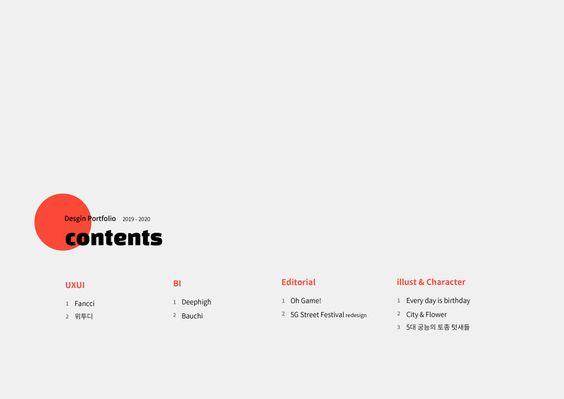 Desgin Portfolio 2019 - 2020
contents
UXUI
1 Fancci
2 위투디
BI
1 Deephigh
2 Bauchi
Editorial
1 Oh Game!
2 5G Street Festival redesign
illust & Character
1 Every day is birthday
2 City & Flower
3 5대 궁능의 토종 텃새들